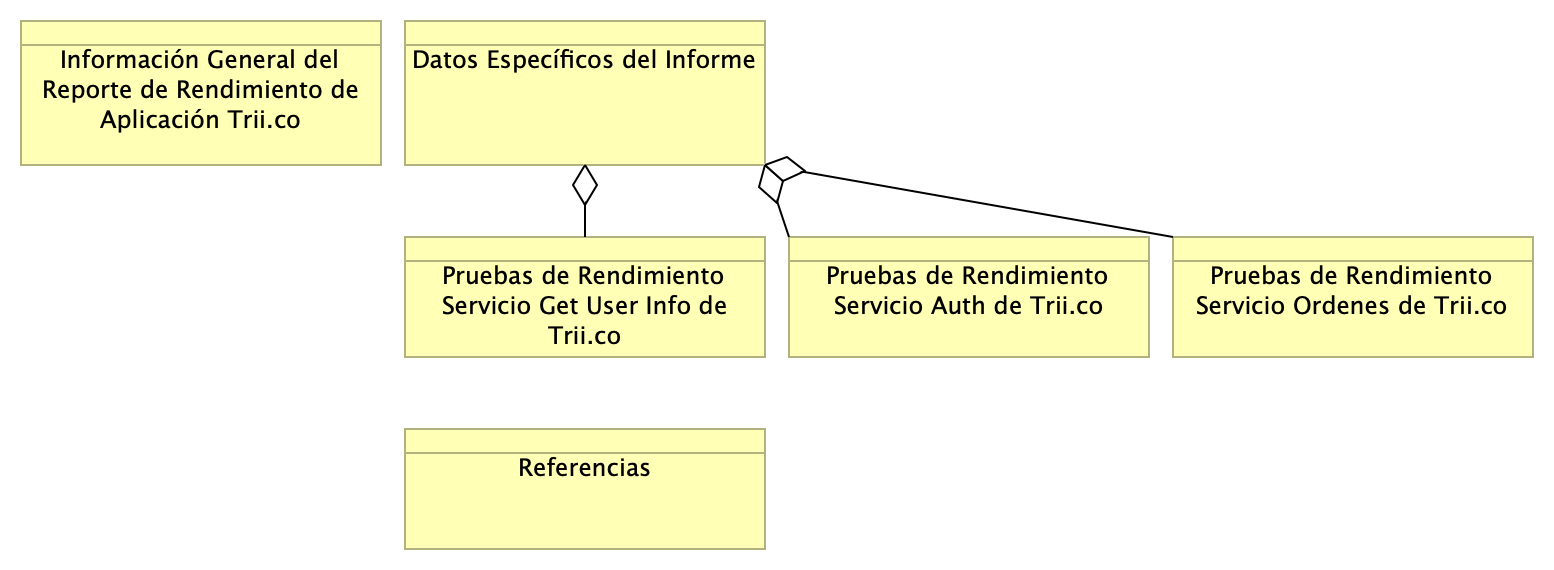 Información General del
Reporte de Rendimiento de
Aplicación Trii.co
Datos Específicos del Informe
Pruebas de Rendimiento
Servicio Get User Info de
Trii.co
Pruebas de Rendimiento
Servicio Auth de Trii.co
Pruebas de Rendimiento
Servicio Ordenes de Trii.co
Referencias